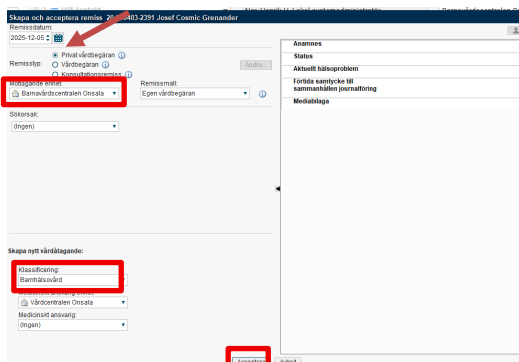 Skapa och acceptera remiss
Josef Cosmic Grenander
Remissdatum:
2025-12-05
Privat vårdbegäran
Remisstyp:
Vårdbegäran
Ändra...
Konsultationsremiss
Mottagande enhet:
Remissmall:
Barnavårdscentralen Onsala
Egen vårdbegäran
Sökorsak:
(Ingen)
Anamnes
Status
Aktuellt hälsoproblem
Förtida samtycke till
sammanhållen journalföring
Mediabilaga
Skapa nytt vårdåtagande:
Klassificering:
Barnhälsovård
Vårdcentralen Onsala
Medicinskt ansvarig:
(Ingen)
Acceptera
Avbryt